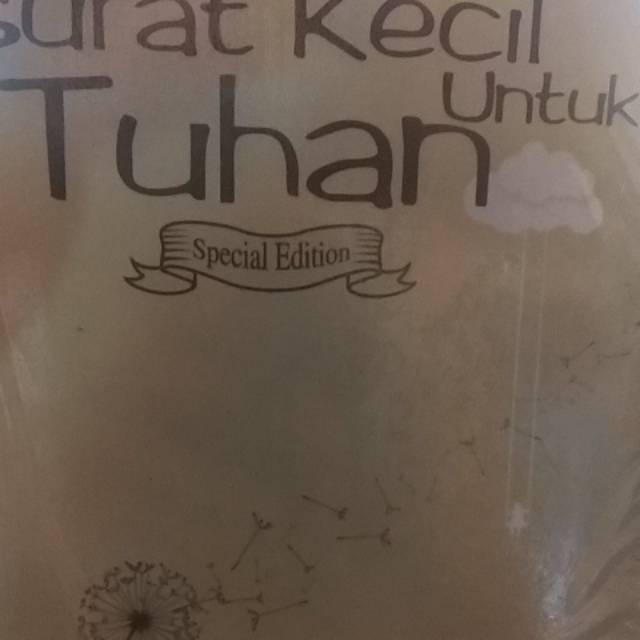 surat Kecil
Untuk
Tuhan
Special Edition